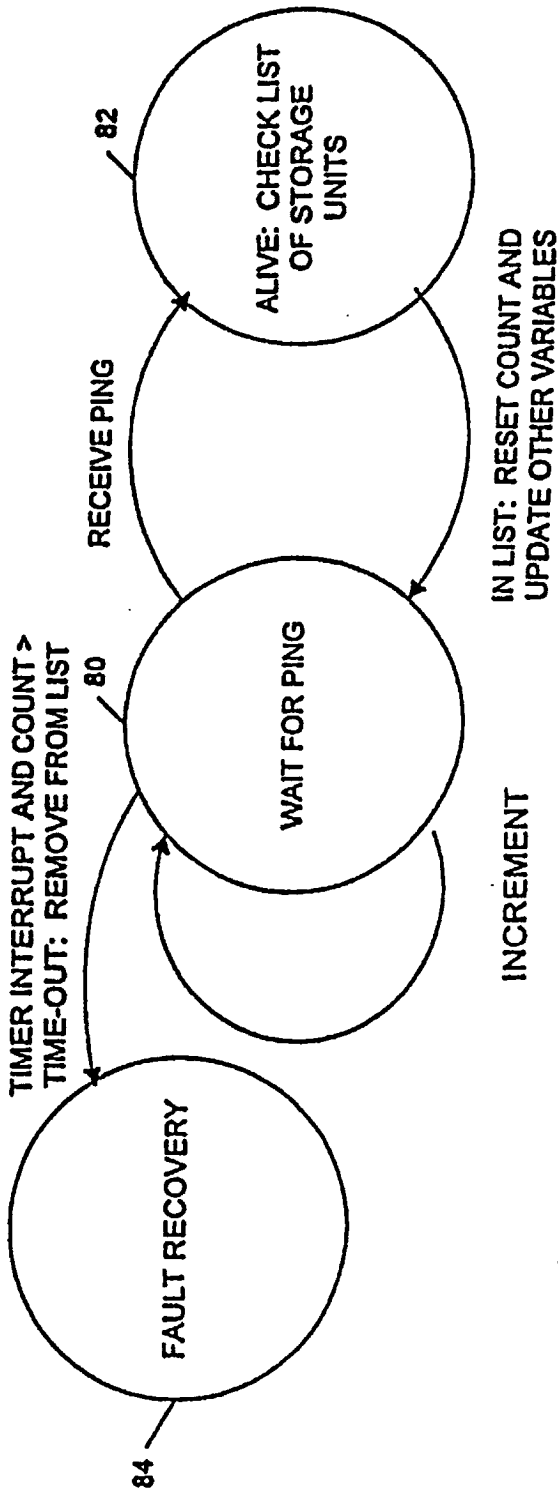 TIMER INTERRUPT AND COUNT >
TIME-OUT: REMOVE FROM LIST
84
FAULT RECOVERY
80
WAIT FOR PING
INCREMENT
RECEIVE PING
82
ALIVE: CHECK LIST
OF STORAGE
UNITS
IN LIST: RESET COUNT AND
UPDATE OTHER VARIABLES